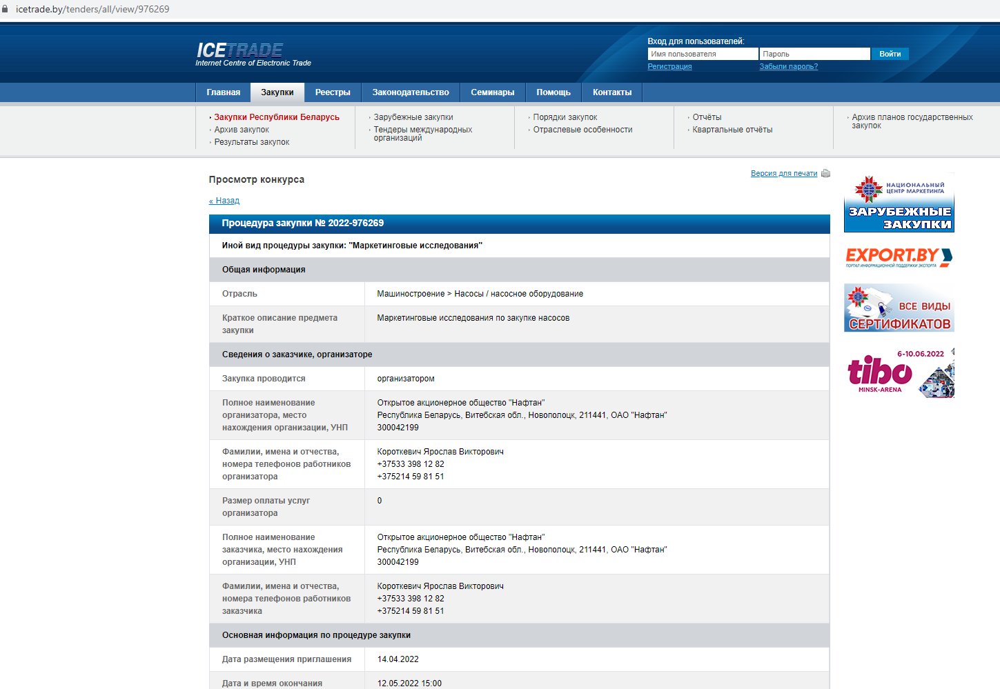 icetrade.by/tenders/all/view/976269
ICETRADE
Internet Centre of Electronic Trade
Вход для пользователей:
Имя пользователя
Пароль
Войти
Регистрация
Забыли пароль?
Главная
Закупки
Реестры
Законодательство
Семинары
Помощь
Контакты
Закупки Республики Беларусь
Архив закупок
Результаты закупок
Зарубежные закупки
Тендеры международных
организаций
Порядки закупок
Отраслевые особенности
Отчёты
Квартальные отчёты
Архив планов государственных
закупок
Версия для печати
Просмотр конкурса
« Назад
Процедура закупки № 2022-976269
Иной вид процедуры закупки: "Маркетинговые исследования"
Общая информация
Отрасль
Машиностроение > Насосы / насосное оборудование
Краткое описание предмета
закупки
Маркетинговые исследования по закупке насосов
Сведения о заказчике, организаторе
Закупка проводится
организатором
Полное наименование
организатора, место
нахождения организации, УНП
Открытое акционерное общество "Нафтан"
Республика Беларусь, Витебская обл., Новополоцк, 211441, ОАО "Нафтан"
300042199
Фамилии, имена и отчества,
номера телефонов работников
организатора
Короткевич Ярослав Викторович
+37533 398 12 82
+375214 59 81 51
Размер оплаты услуг
организатора
0
Полное наименование
заказчика, место нахождения
организации, УНП
Открытое акционерное общество "Нафтан"
Республика Беларусь, Витебская обл., Новополоцк, 211441, ОАО "Нафтан"
300042199
Фамилии, имена и отчества,
номера телефонов работников
заказчика
Короткевич Ярослав Викторович
+37533 398 12 82
+375214 59 81 51
Основная информация по процедуре закупки
Дата размещения приглашения
14.04.2022
Дата и время окончания
12.05.2022 15:00
НАЦИОНАЛЬНЫЙ
ЦЕНТР МАРКЕТИНГА
ЗАРУБЕЖНЫЕ
ЗАКУПКИ
EXPORT.BY
ПОРТАЛ ИНФОРМАЦИОННОЙ ПОДДЕРЖКИ ЭКСПОРТА
ВСЕ ВИДЫ
СЕРТИФИКАТОВ
6-10.06.2022
tibo
MINSK-ARENA